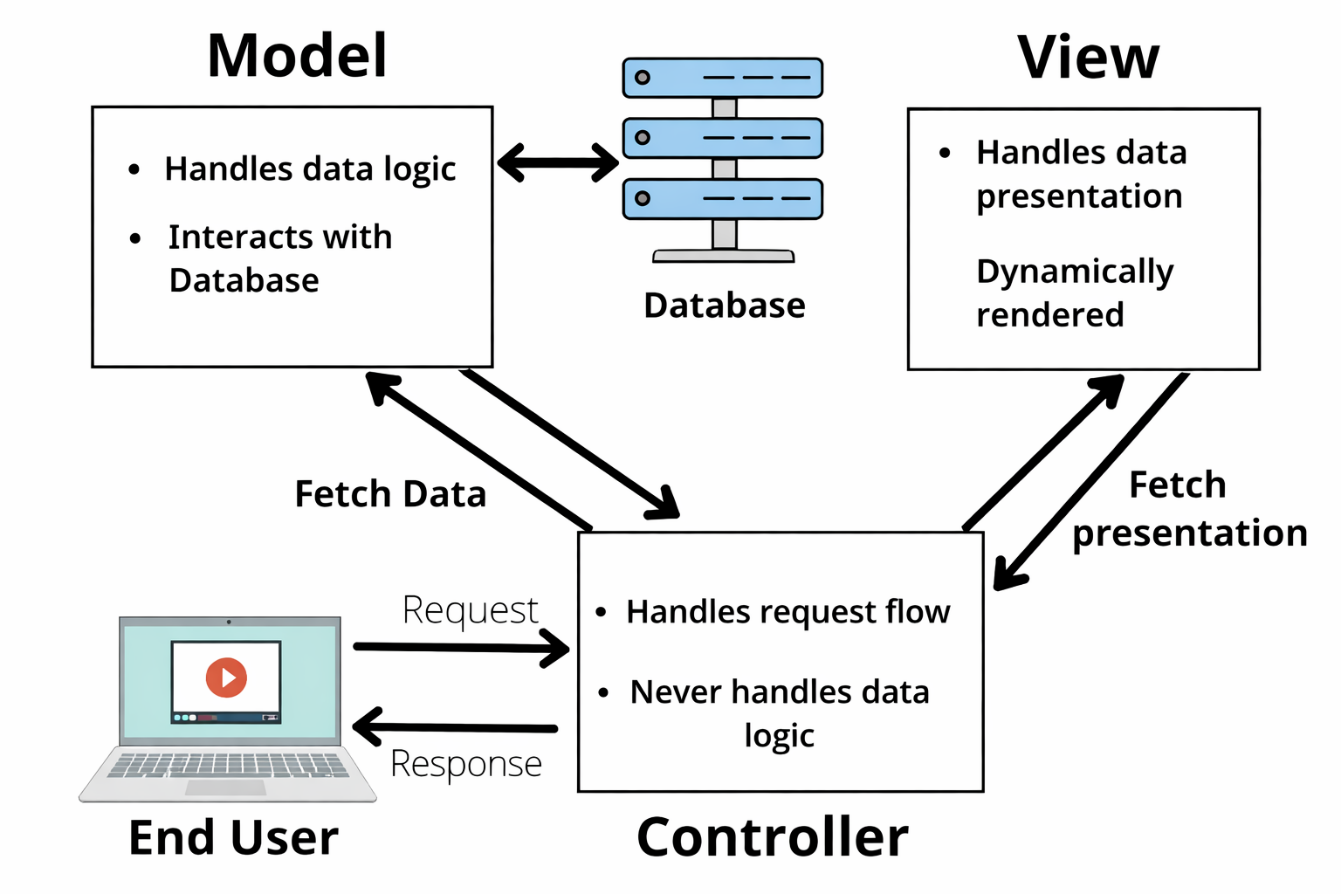 Model
• Handles data logic
• Interacts with
Database
Database
View
• Handles data
presentation
Dynamically
rendered
Fetch Data
Fetch
presentation
Request
Response
• Handles request flow
• Never handles data
logic
End User
Controller